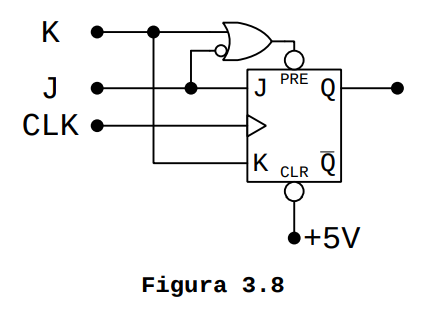 K
J
CLK
J PRE Q
K CLR Q̅
+5V
Figura 3.8